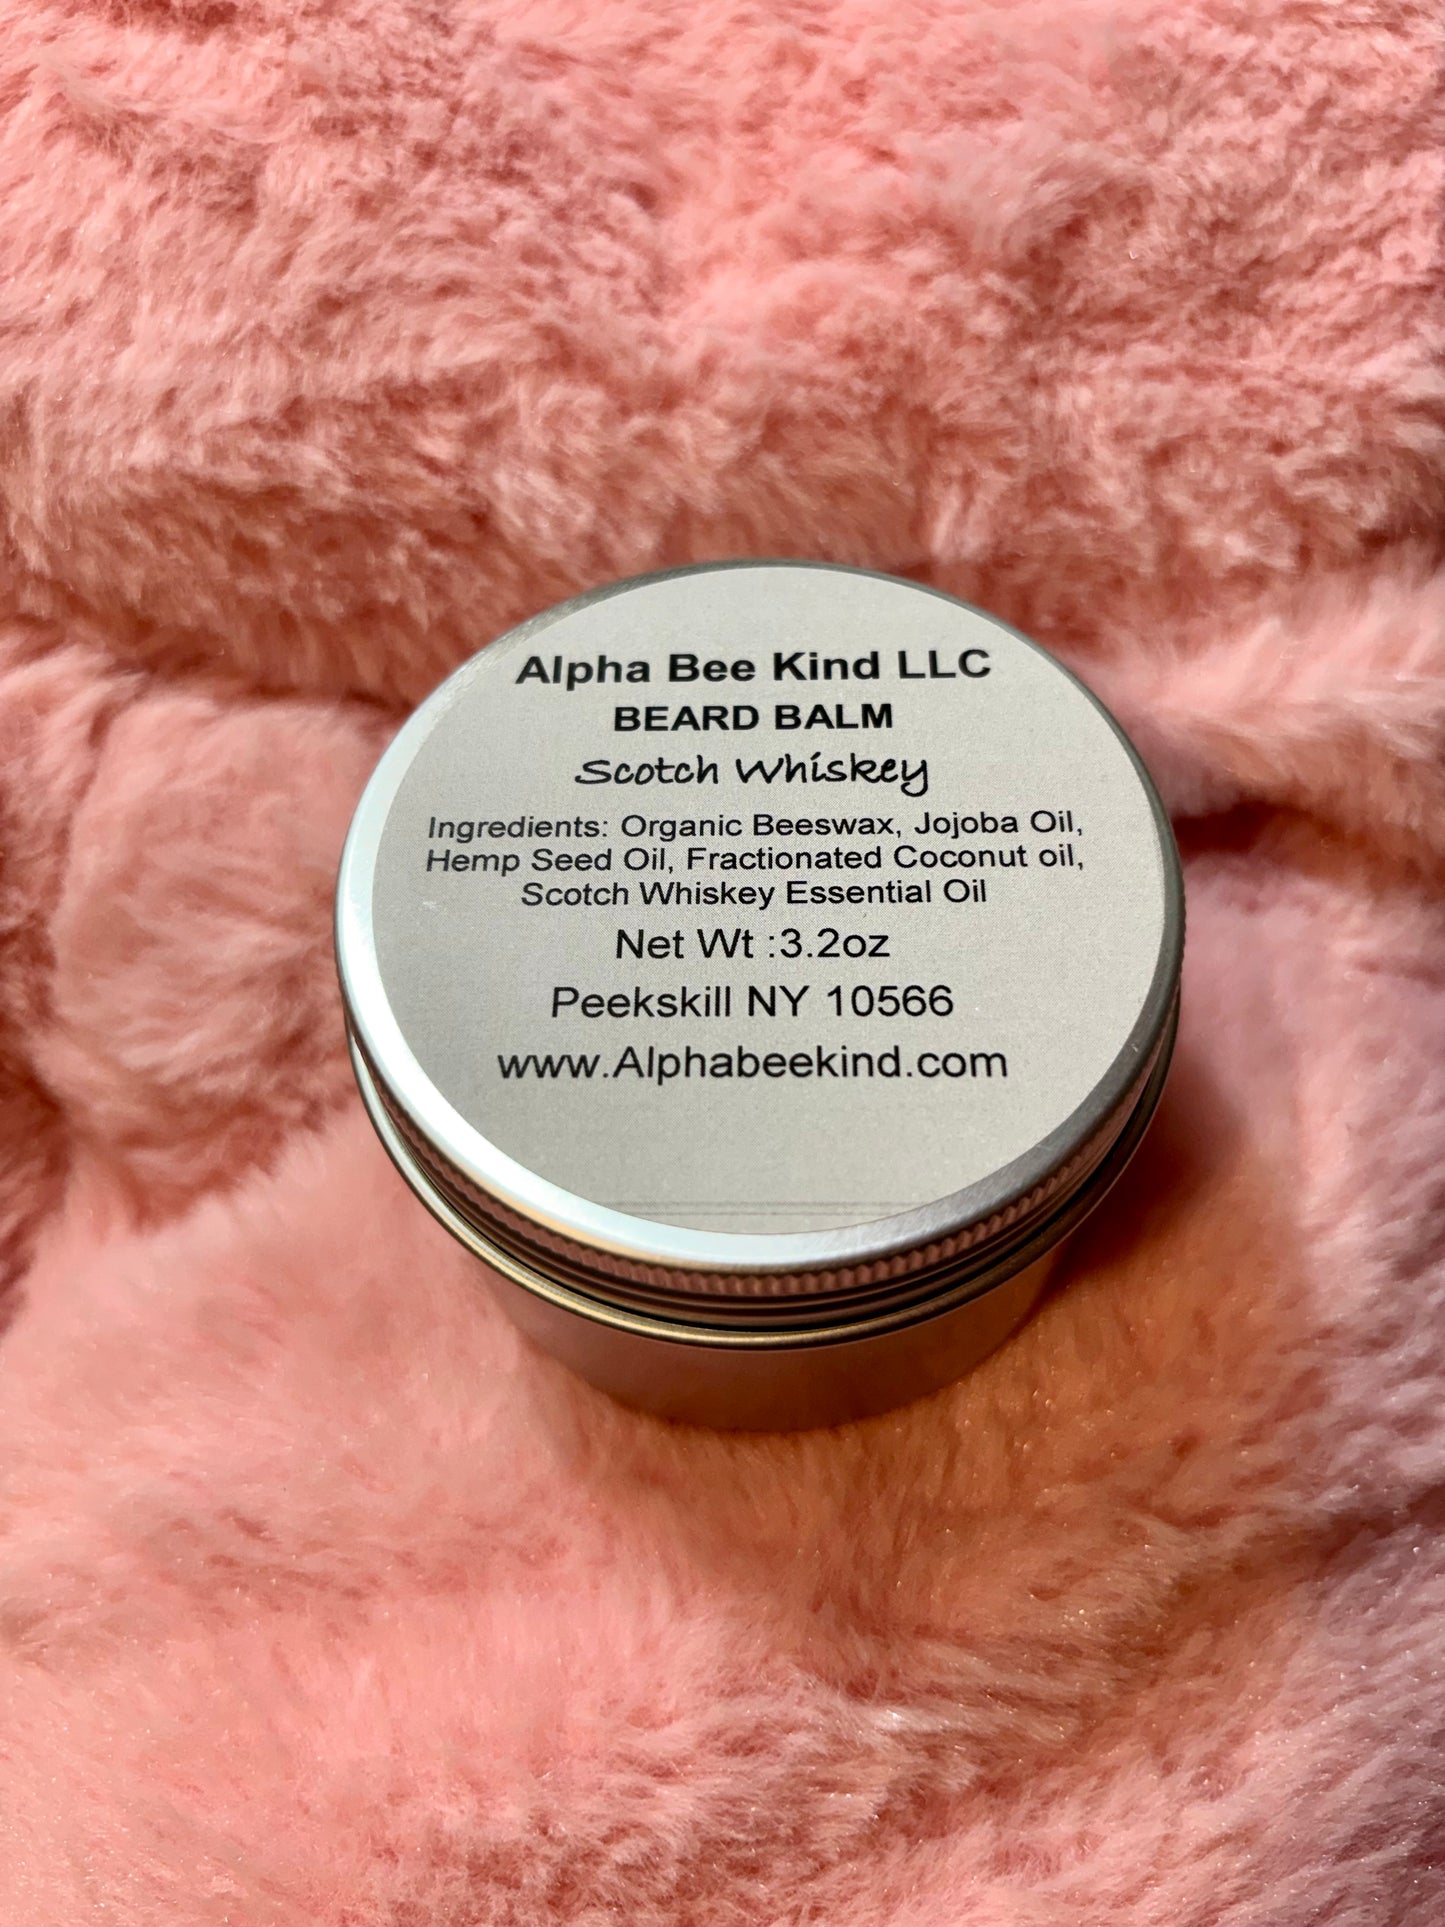 Alpha Bee Kind LLC
BEARD BALM
Scotch Whiskey
Ingredients: Organic Beeswax, Jojoba Oil,
Hemp Seed Oil, Fractionated Coconut oil,
Scotch Whiskey Essential Oil
Net Wt :3.2oz
Peekskill NY 10566
www.Alphabeekind.com